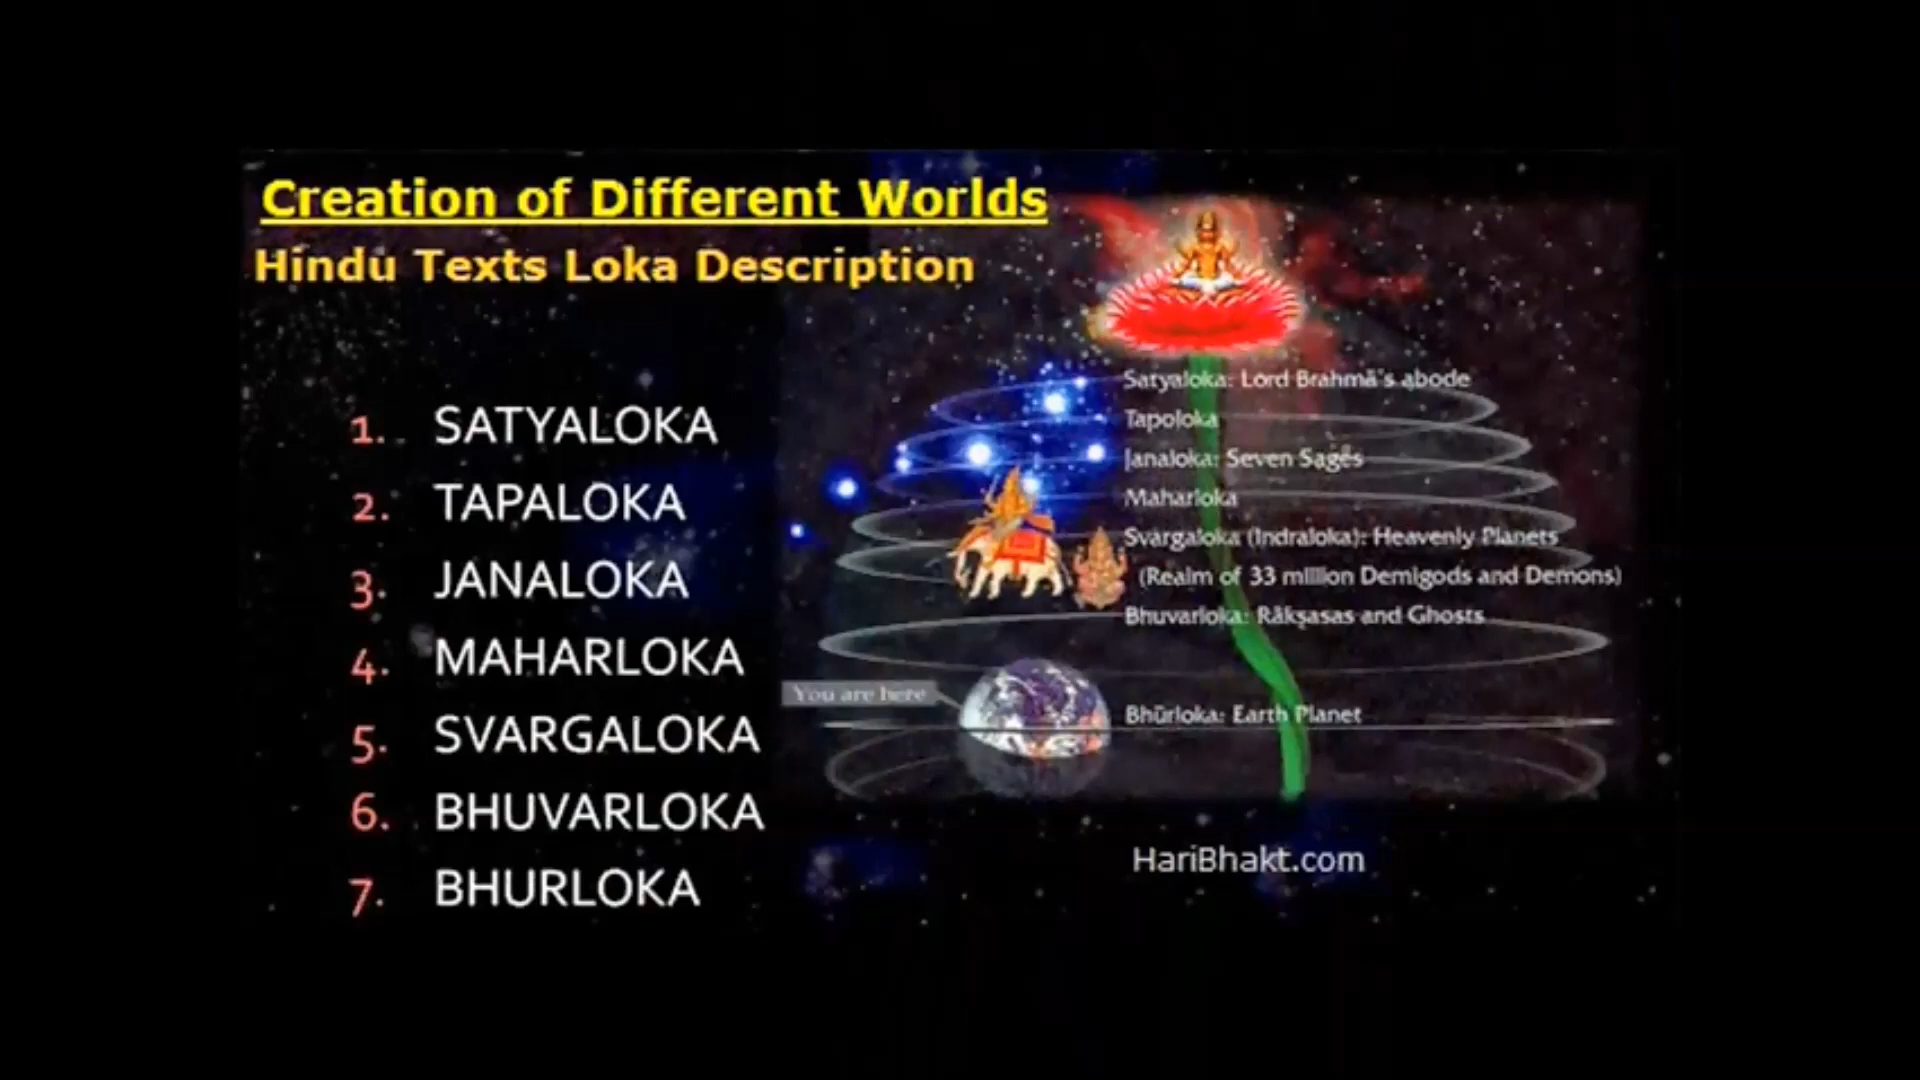 Creation of Different Worlds
Hindu Texts Loka Description
1. SATYALOKA
2. TAPALOKA
3. JANALOKA
4. MAHARLOKA
5. SVARGALOKA
6. BHUVARLOKA
7. BHURLOKA
Satyaloka: Lord Brahmā's abode
Tapoloka
Janaloka: Seven Sages
Maharloka
Svargaloka (Indraloka): Heavenly Planets
(Realm of 33 million Demigods and Demons)
Bhuvarloka: Rākṣasas and Ghosts
You are here
Bhūrloka: Earth Planet
HariBhakt.com